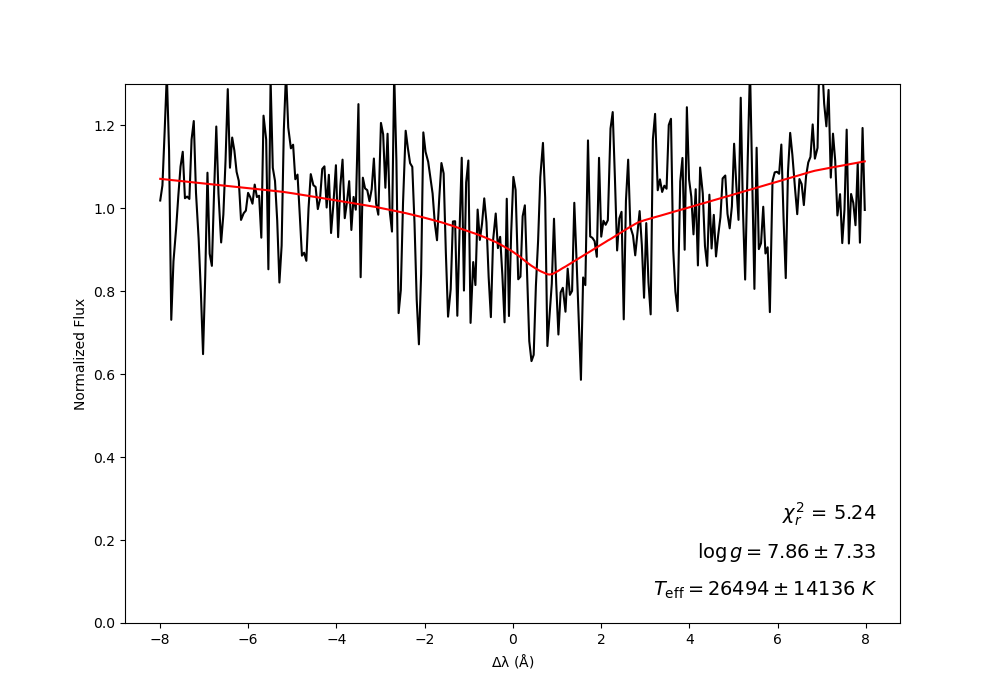 Normalized Flux
1.2
1.0
0.8
0.6
0.4
0.2
0.0
χ²ᵣ = 5.24
log g = 7.86 ± 7.33
T_eff = 26494 ± 14136 K
−8 −6 −4 −2 0 2 4 6 8
Δλ (Å)